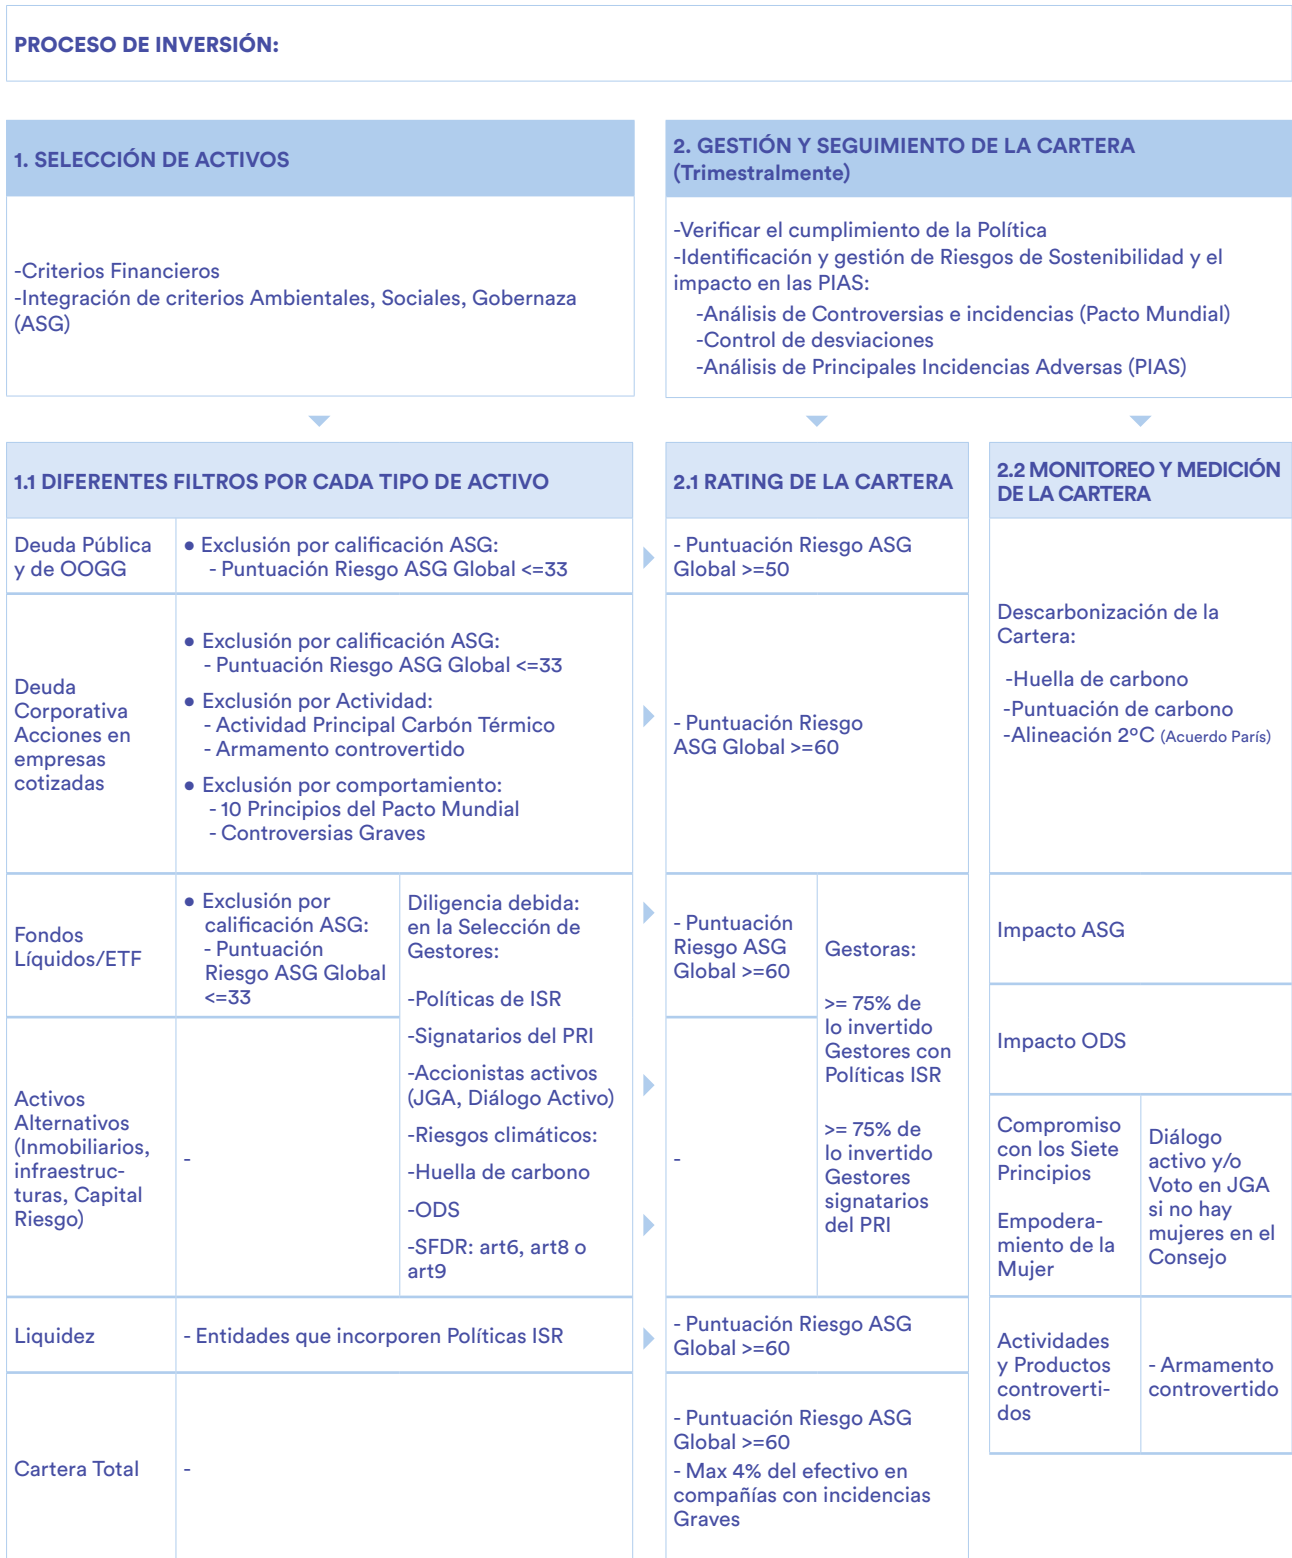 PROCESO DE INVERSIÓN:
1. SELECCIÓN DE ACTIVOS
-Criterios Financieros
-Integración de criterios Ambientales, Sociales, Gobernaza
(ASG)
2. GESTIÓN Y SEGUIMIENTO DE LA CARTERA
(Trimestralmente)
-Verificar el cumplimiento de la Política
-Identificación y gestión de Riesgos de Sostenibilidad y el
impacto en las PIAS:
-Análisis de Controversias e incidencias (Pacto Mundial)
-Control de desviaciones
-Análisis de Principales Incidencias Adversas (PIAS)
1.1 DIFERENTES FILTROS POR CADA TIPO DE ACTIVO
Deuda Pública
y de OOGG
● Exclusión por calificación ASG:
- Puntuación Riesgo ASG Global <=33
Deuda
Corporativa
Acciones en
empresas
cotizadas
● Exclusión por calificación ASG:
- Puntuación Riesgo ASG Global <=33
● Exclusión por Actividad:
- Actividad Principal Carbón Térmico
- Armamento controvertido
● Exclusión por comportamiento:
- 10 Principios del Pacto Mundial
- Controversias Graves
Fondos
Líquidos/ETF
● Exclusión por
calificación ASG:
- Puntuación
Riesgo ASG Global
<=33
Diligencia debida:
en la Selección de
Gestores:
-Políticas de ISR
-Signatarios del PRI
-Accionistas activos
(JGA, Diálogo Activo)
-Riesgos climáticos:
-Huella de carbono
-ODS
-SFDR: art6, art8 o
art9
Activos
Alternativos
(Inmobiliarios,
infraestruc-
turas, Capital
Riesgo)
-
Liquidez
- Entidades que incorporen Políticas ISR
Cartera Total
-
2.1 RATING DE LA CARTERA
- Puntuación Riesgo ASG
Global >=50
- Puntuación Riesgo
ASG Global >=60
- Puntuación
Riesgo ASG
Global >=60
Gestoras:
>= 75% de
lo invertido
Gestores con
Políticas ISR
>= 75% de
lo invertido
Gestores
signatarios
del PRI
-
- Puntuación Riesgo ASG
Global >=60
- Puntuación Riesgo ASG
Global >=60
- Max 4% del efectivo en
compañías con incidencias
Graves
2.2 MONITOREO Y MEDICIÓN
DE LA CARTERA
Descarbonización de la
Cartera:
-Huella de carbono
-Puntuación de carbono
-Alineación 2ºC (Acuerdo París)
Impacto ASG
Impacto ODS
Compromiso
con los Siete
Principios
Empodera-
miento de la
Mujer
Diálogo
activo y/o
Voto en JGA
si no hay
mujeres en el
Consejo
Actividades
y Productos
controverti-
dos
- Armamento
controvertido